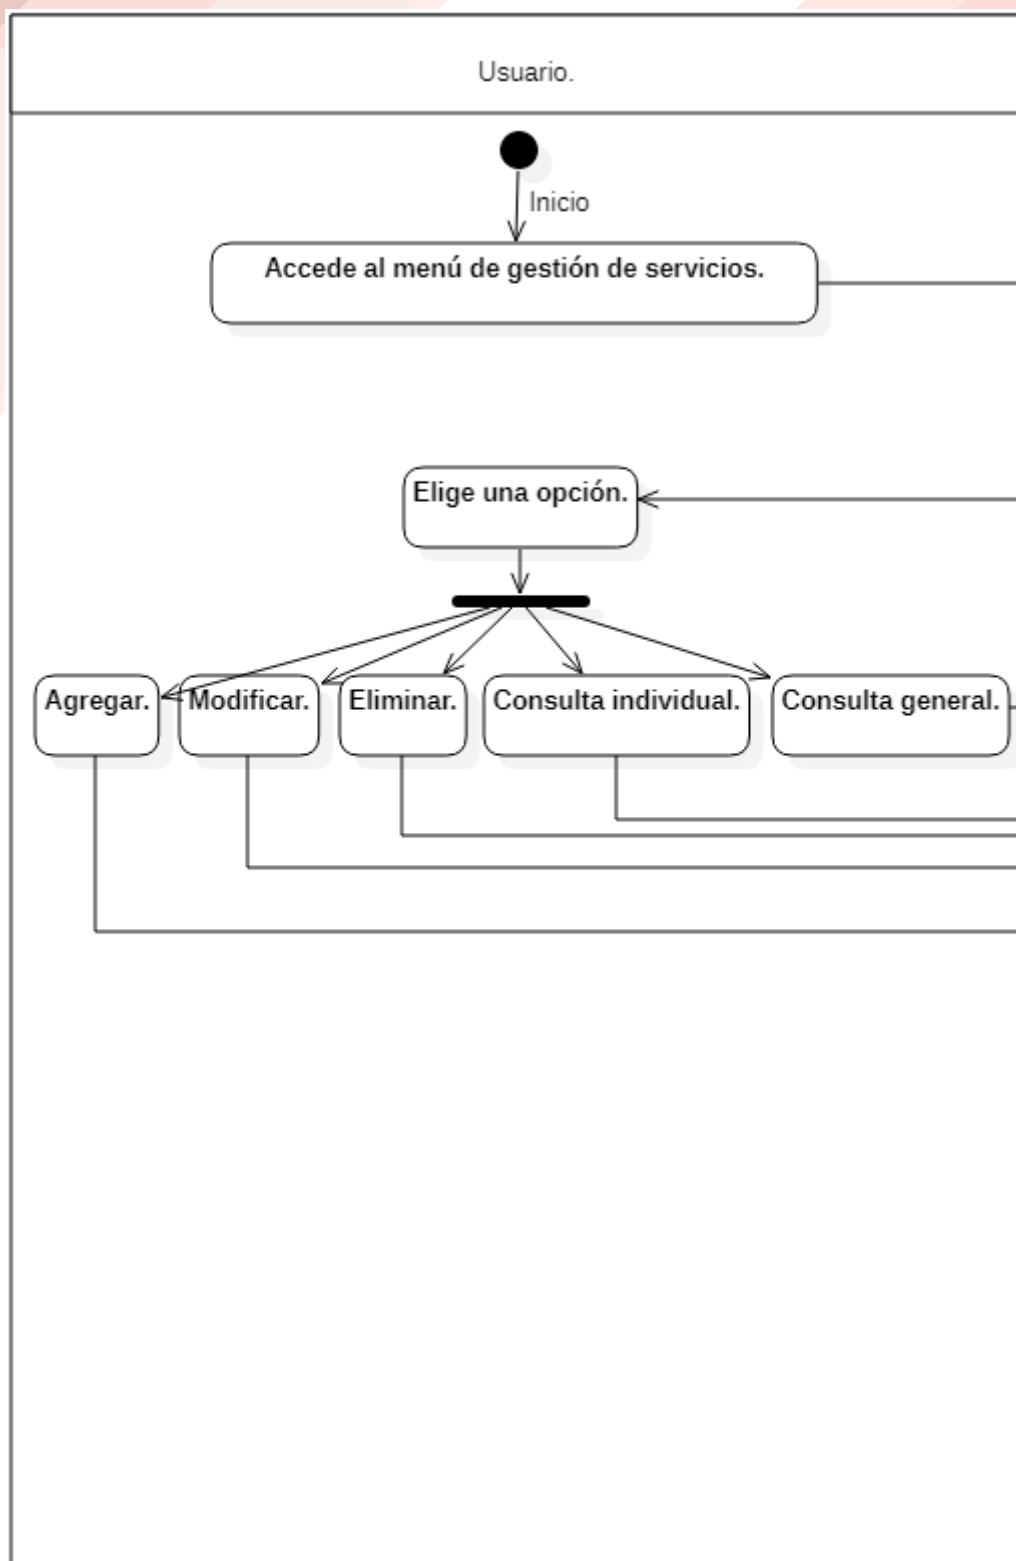 Usuario.
Inicio
Accede al menú de gestión de servicios.
Elige una opción.
Agregar.
Modificar.
Eliminar.
Consulta individual.
Consulta general.